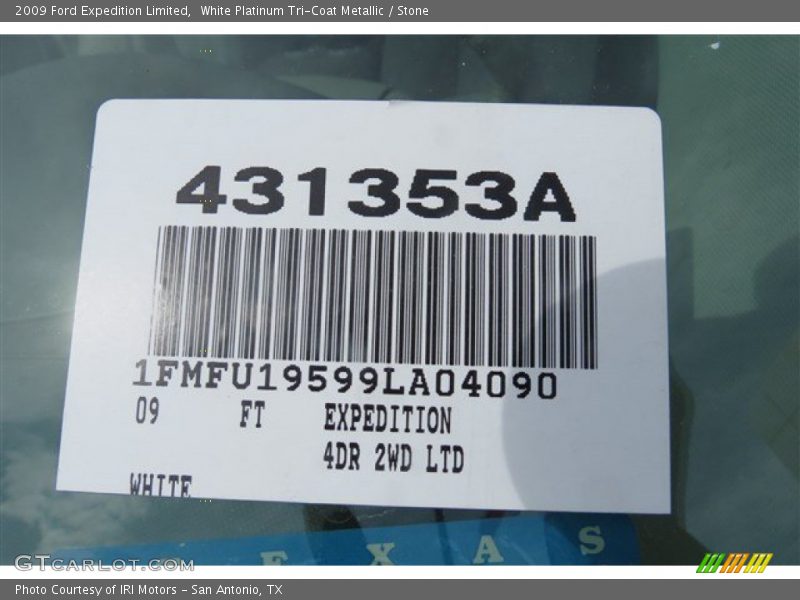 2009 Ford Expedition Limited,  White Platinum Tri-Coat Metallic / Stone
431353A
1FMFU19599LA04090
09 FT EXPEDITION
4DR 2WD LTD
WHITE
E X A S
GTCARLOT.COM
Photo Courtesy of IRI Motors - San Antonio, TX